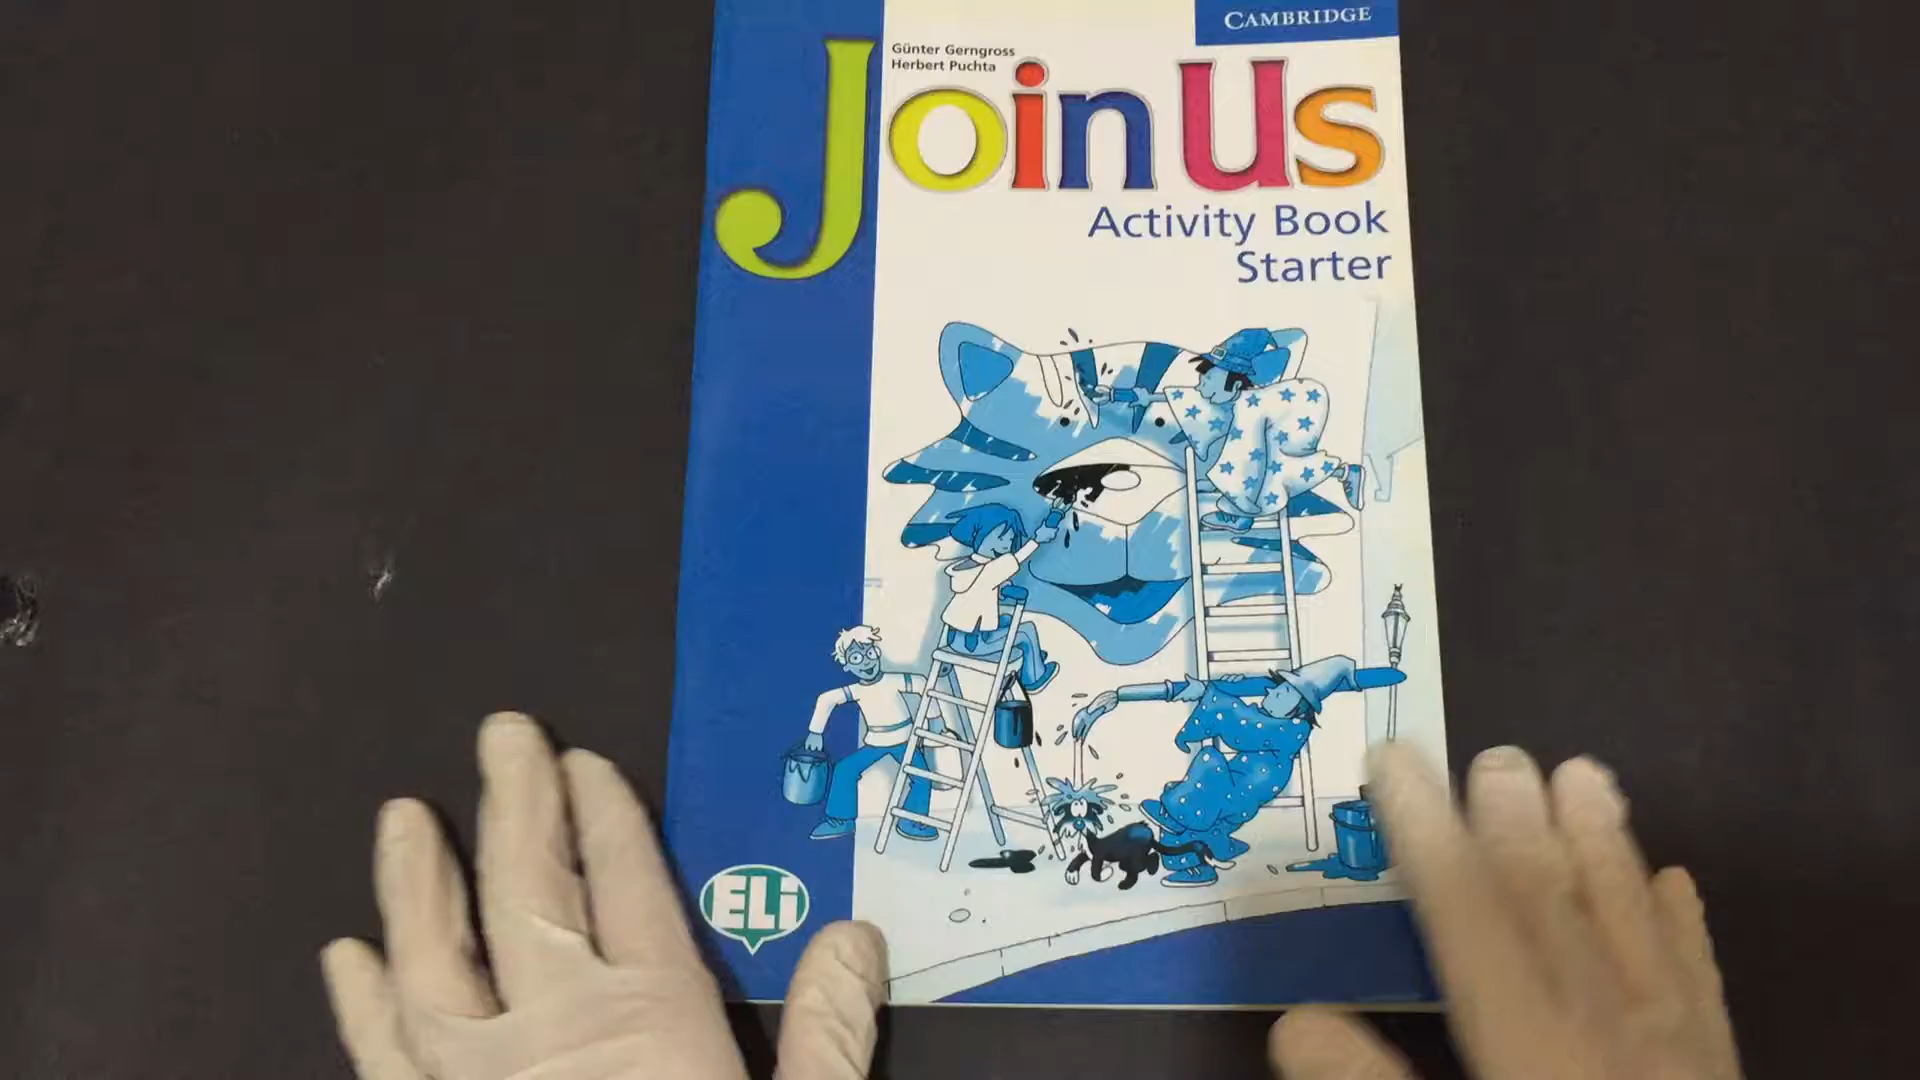 CAMBRIDGE
Günter Gerngross
Herbert Puchta
Join Us
Activity Book
Starter
ELi